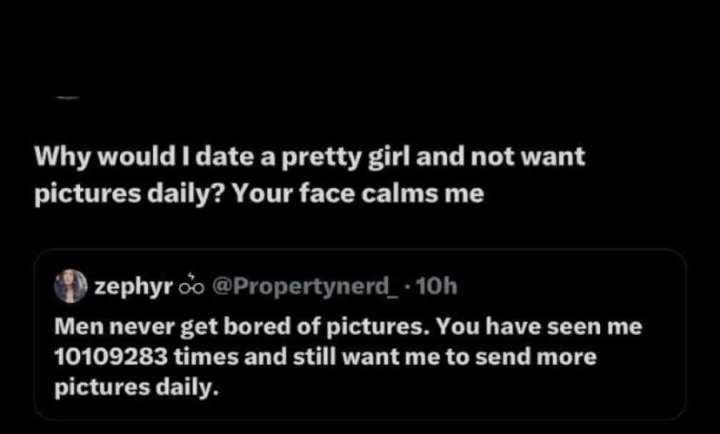 Why would I date a pretty girl and not want
pictures daily? Your face calms me
zephyr @Propertynerd_ · 10h
Men never get bored of pictures. You have seen me
10109283 times and still want me to send more
pictures daily.